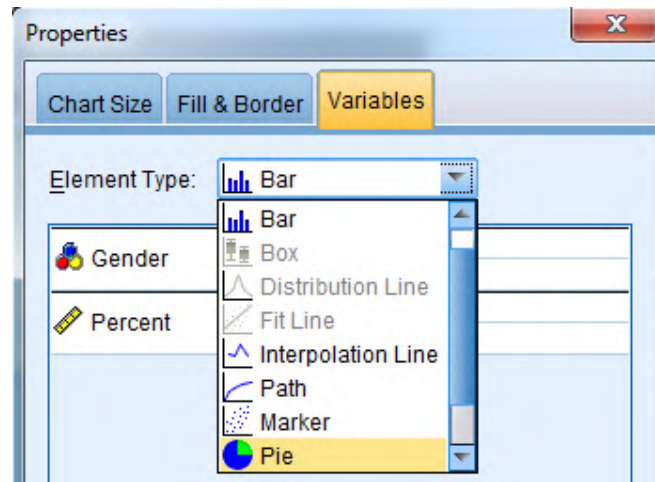 Properties
Chart Size Fill & Border Variables
Element Type: Bar
Bar
Gender
Box
Distribution Line
Percent
Fit Line
Interpolation Line
Path
Marker
Pie